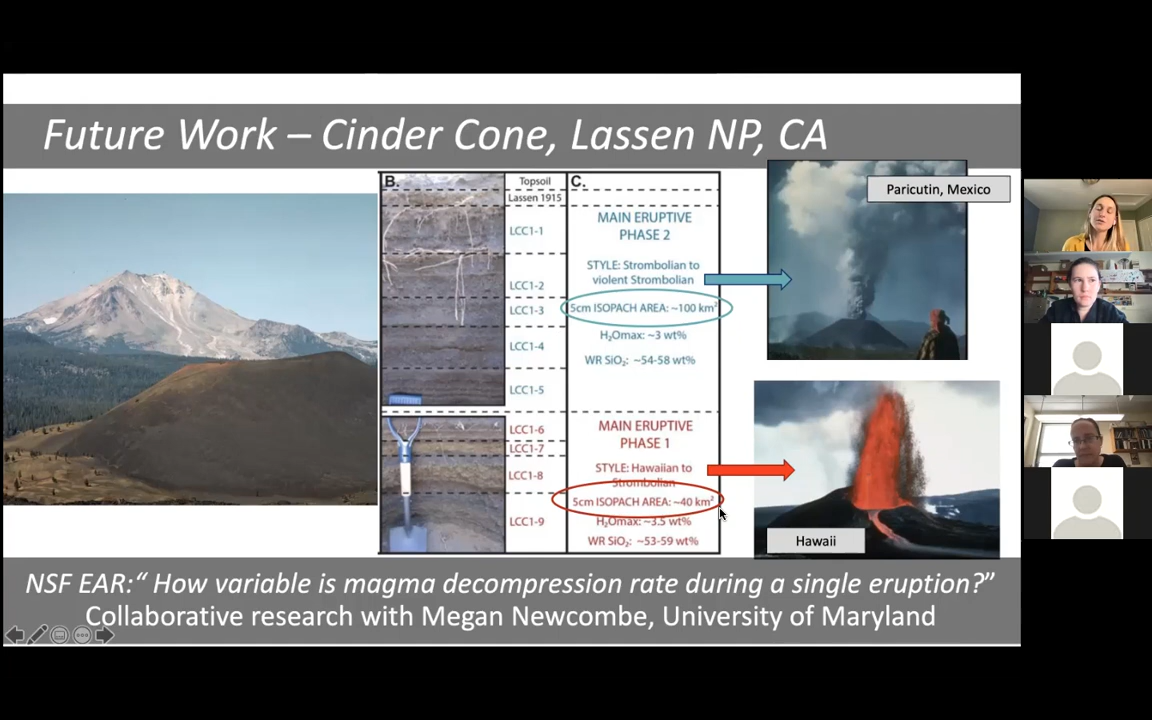 Future Work – Cinder Cone, Lassen NP, CA
B.
Topsoil
Lassen 1915
LCC1-1
LCC1-2
LCC1-3
LCC1-4
LCC1-5
LCC1-6
LCC1-7
LCC1-8
LCC1-9
C.
MAIN ERUPTIVE
PHASE 2
STYLE: Strombolian to
violent Strombolian
5cm ISOPACH AREA: ~100 km²
H₂Omax: ~3 wt%
WR SiO₂: ~54-58 wt%
MAIN ERUPTIVE
PHASE 1
STYLE: Hawaiian to
Strombolian
5cm ISOPACH AREA: ~40 km²
H₂Omax: ~3.5 wt%
WR SiO₂: ~53-59 wt%
Paricutin, Mexico
Hawaii
NSF EAR:“ How variable is magma decompression rate during a single eruption?”
Collaborative research with Megan Newcombe, University of Maryland